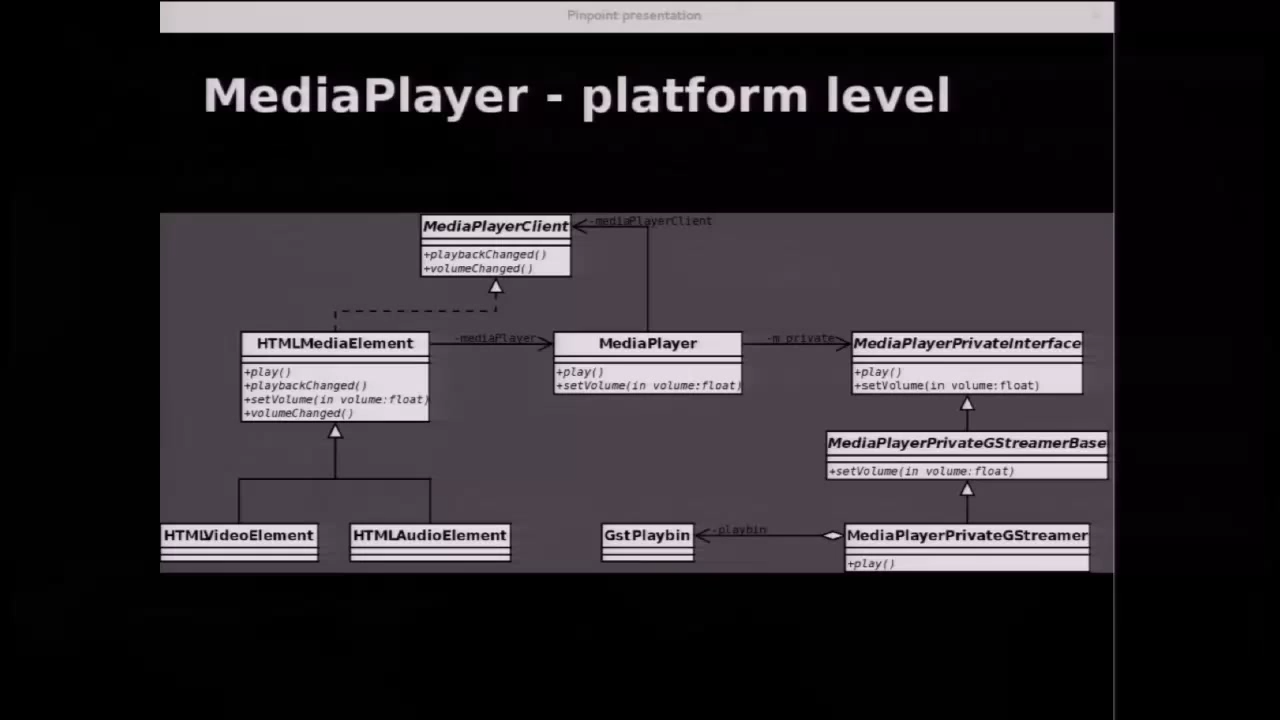 Pinpoint presentation
MediaPlayer - platform level
MediaPlayerClient
+playbackChanged()
+volumeChanged()
-mediaPlayerClient
HTMLMediaElement
+play()
+playbackChanged()
+setVolume(in volume:float)
+volumeChanged()
-mediaPlayer
MediaPlayer
+play()
+setVolume(in volume:float)
-m_private
MediaPlayerPrivateInterface
+play()
+setVolume(in volume:float)
MediaPlayerPrivateGStreamerBase
+setVolume(in volume:float)
HTMLVideoElement
HTMLAudioElement
GstPlaybin
-playbin
MediaPlayerPrivateGStreamer
+play()